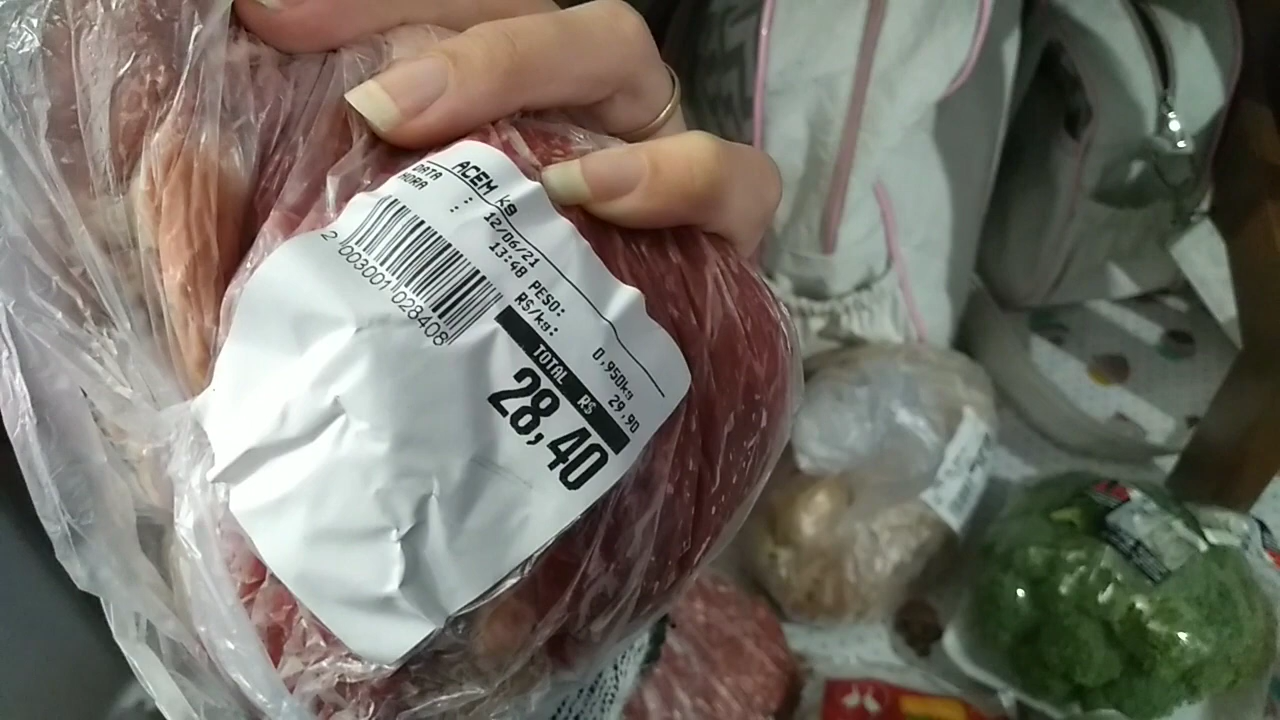 ACEM kg
DATA : 12/06/21 PESO: 0,950kg
HORA : 13:48 R$/kg: 29,90
TOTAL R$
28,40
2 003001 028408